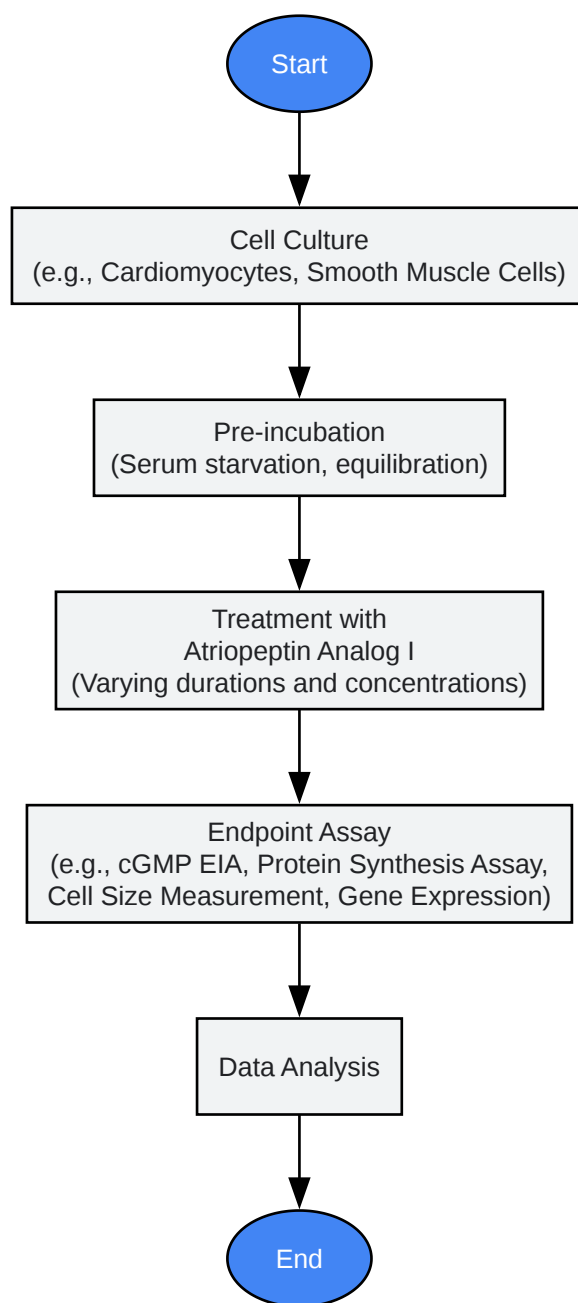 Start
Cell Culture
(e.g., Cardiomyocytes, Smooth Muscle Cells)
Pre-incubation
(Serum starvation, equilibration)
Treatment with
Atriopeptin Analog I
(Varying durations and concentrations)
Endpoint Assay
(e.g., cGMP EIA, Protein Synthesis Assay,
Cell Size Measurement, Gene Expression)
Data Analysis
End